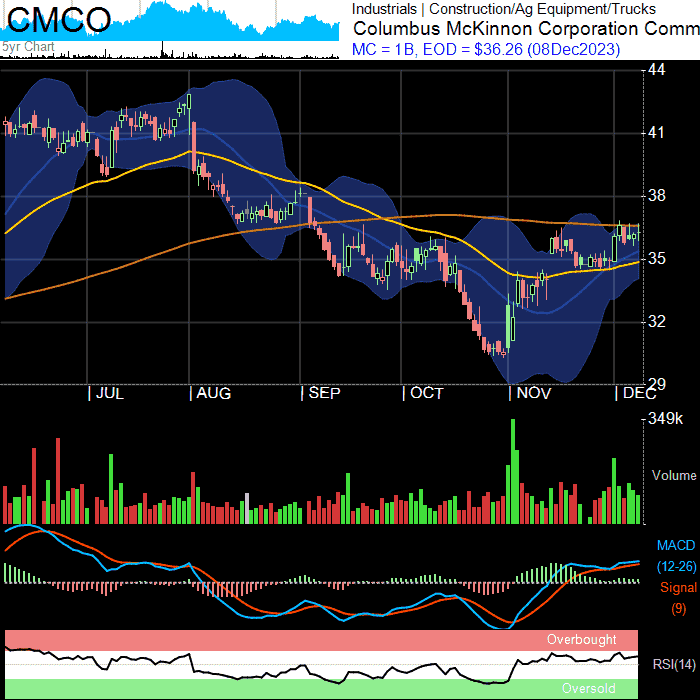 CMCO
5yr Chart
Industrials | Construction/Ag Equipment/Trucks
Columbus McKinnon Corporation Comm
MC = 1B, EOD = $36.26 (08Dec2023)
44
41
38
35
32
29
| JUL | AUG | SEP | OCT | NOV | DEC
349k
Volume
MACD
(12-26)
Signal
(9)
Overbought
RSI(14)
Oversold